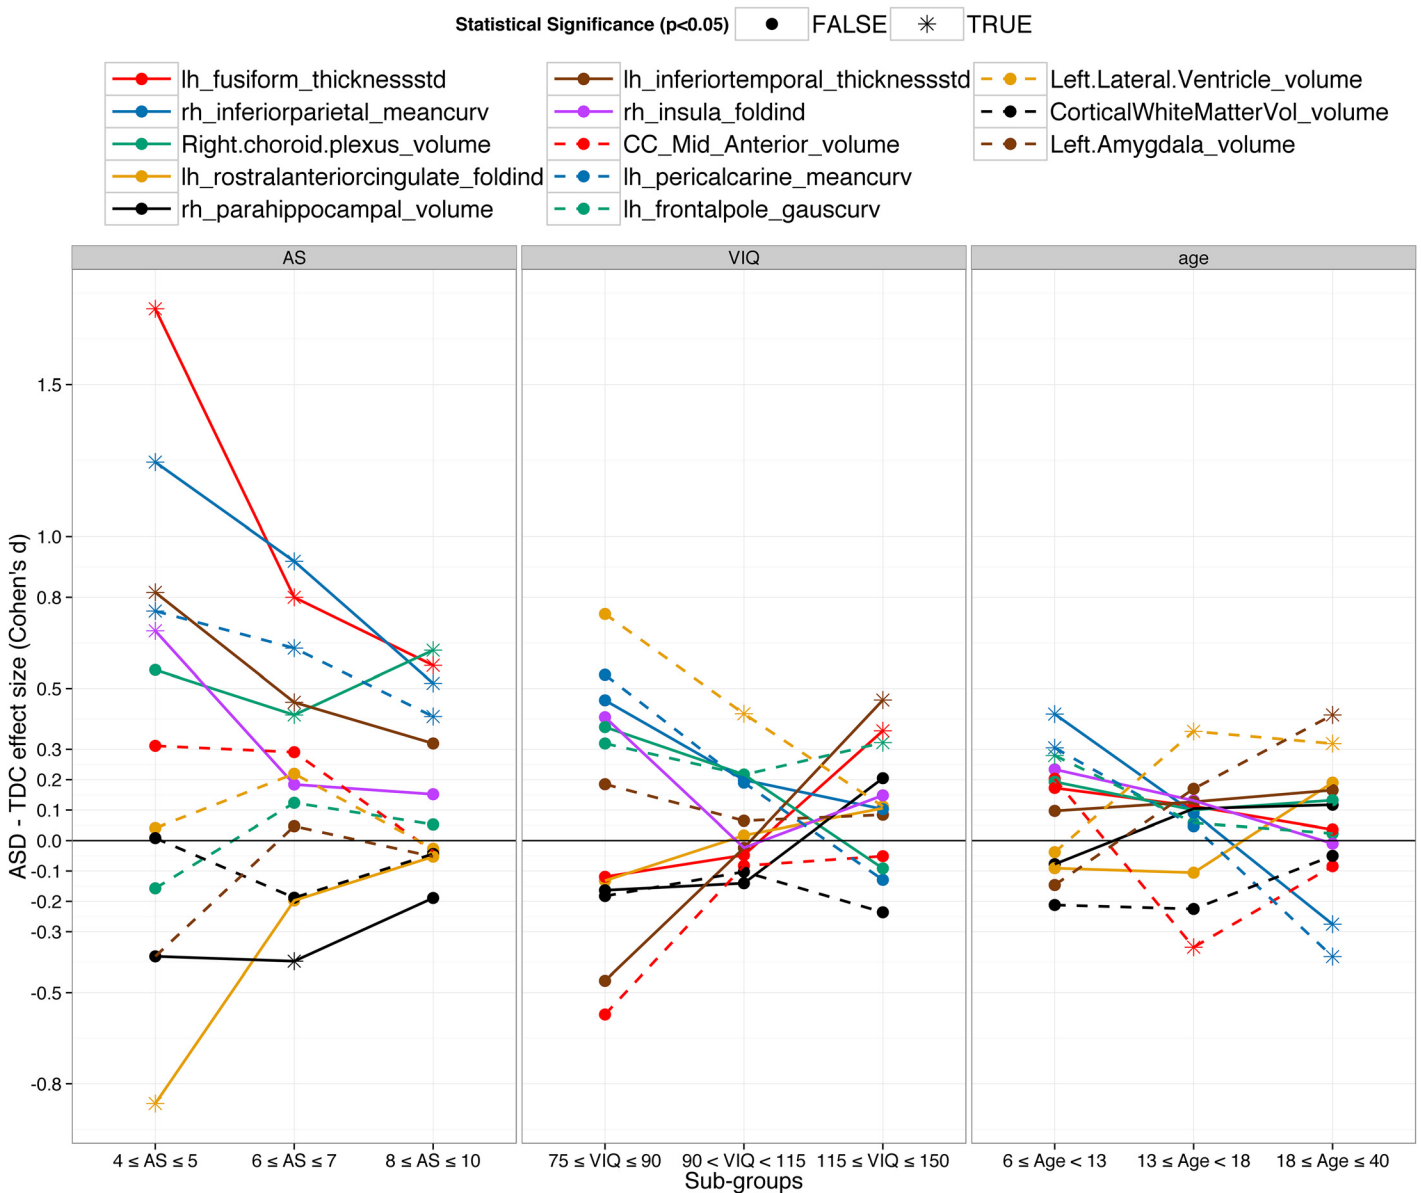 Statistical Significance (p<0.05) FALSE TRUE
lh_fusiform_thicknessstd lh_inferiortemporal_thicknessstd Left.Lateral.Ventricle_volume
rh_inferiorparietal_meancurv rh_insula_foldind CorticalWhiteMatterVol_volume
Right.choroid.plexus_volume CC_Mid_Anterior_volume Left.Amygdala_volume
lh_rostralanteriorcingulate_foldind lh_pericalcarine_meancurv
rh_parahippocampal_volume lh_frontalpole_gauscurv
AS VIQ age
ASD - TDC effect size (Cohen's d)
1.5
1.0
0.8
0.5
0.3
0.2
0.1
0.0
-0.1
-0.2
-0.3
-0.5
-0.8
4 ≤ AS ≤ 5 6 ≤ AS ≤ 7 8 ≤ AS ≤ 10 75 ≤ VIQ ≤ 90 90 < VIQ < 115 115 ≤ VIQ ≤ 150 6 ≤ Age < 13 13 ≤ Age < 18 18 ≤ Age ≤ 40
Sub-groups